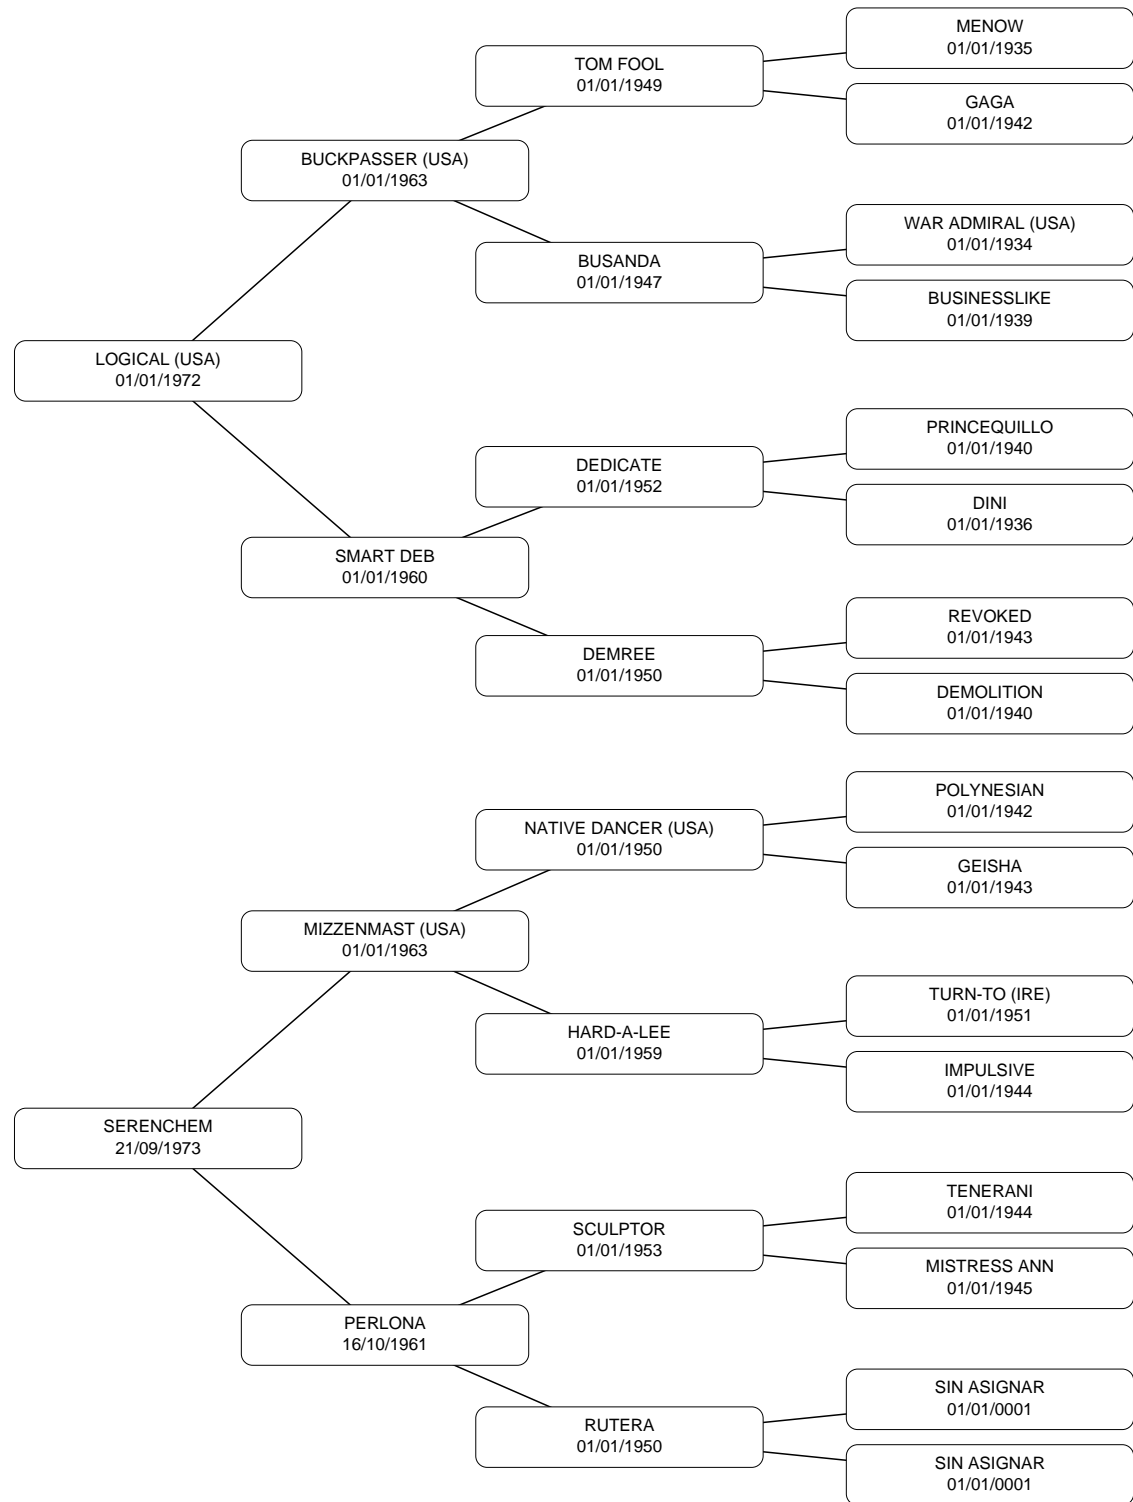 MENOW
01/01/1935
TOM FOOL
01/01/1949
GAGA
01/01/1942
BUCKPASSER (USA)
01/01/1963
WAR ADMIRAL (USA)
01/01/1934
BUSANDA
01/01/1947
BUSINESSLIKE
01/01/1939
LOGICAL (USA)
01/01/1972
PRINCEQUILLO
01/01/1940
DEDICATE
01/01/1952
DINI
01/01/1936
SMART DEB
01/01/1960
REVOKED
01/01/1943
DEMREE
01/01/1950
DEMOLITION
01/01/1940
POLYNESIAN
01/01/1942
NATIVE DANCER (USA)
01/01/1950
GEISHA
01/01/1943
MIZZENMAST (USA)
01/01/1963
TURN-TO (IRE)
01/01/1951
HARD-A-LEE
01/01/1959
IMPULSIVE
01/01/1944
SERENCHEM
21/09/1973
TENERANI
01/01/1944
SCULPTOR
01/01/1953
MISTRESS ANN
01/01/1945
PERLONA
16/10/1961
SIN ASIGNAR
01/01/0001
RUTERA
01/01/1950
SIN ASIGNAR
01/01/0001